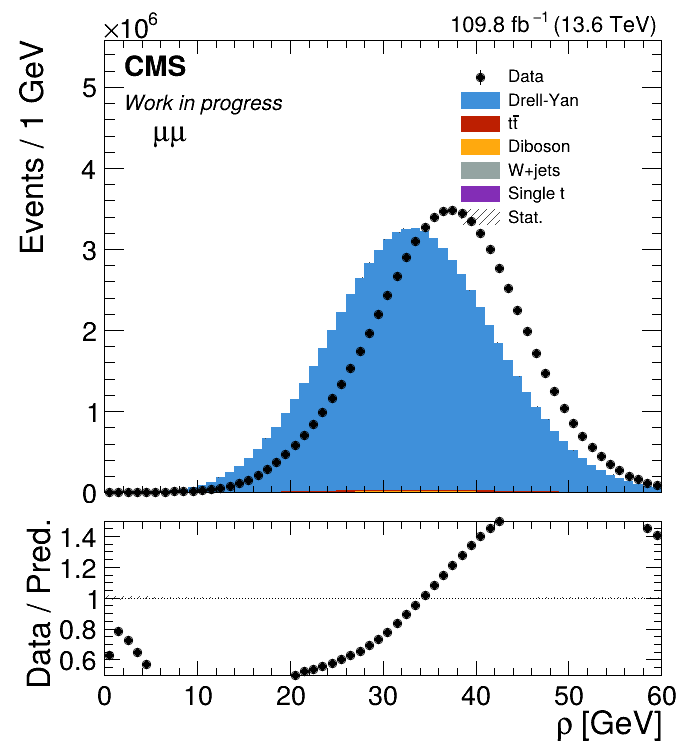 ×10⁶
109.8 fb⁻¹ (13.6 TeV)
CMS
Work in progress
μμ
Data
Drell-Yan
tt̅
Diboson
W+jets
Single t
Stat.
Events / 1 GeV
5
4
3
2
1
0
Data / Pred.
1.4
1.2
1
0.8
0.6
0 10 20 30 40 50 60
ρ [GeV]